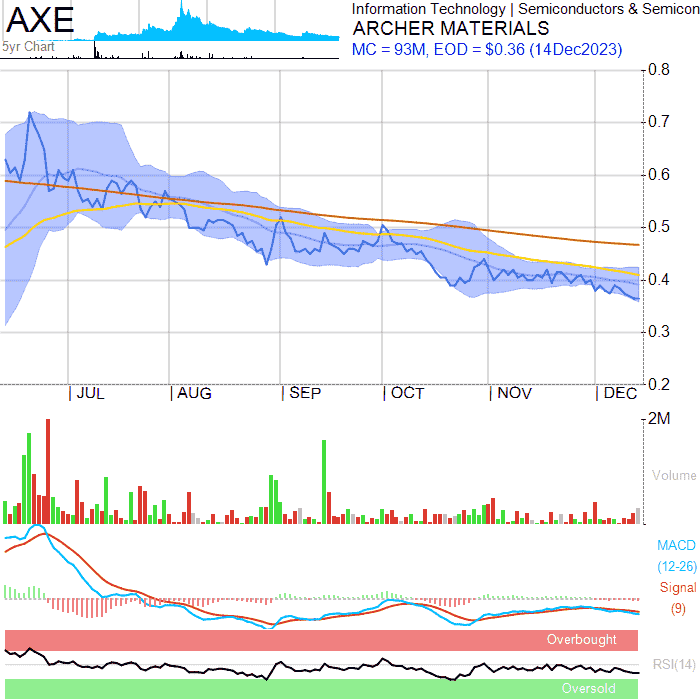 AXE
5yr Chart
Information Technology | Semiconductors & Semicon
ARCHER MATERIALS
MC = 93M, EOD = $0.36 (14Dec2023)
0.8
0.7
0.6
0.5
0.4
0.3
0.2
JUL AUG SEP OCT NOV DEC
2M
Volume
MACD
(12-26)
Signal
(9)
Overbought
RSI(14)
Oversold